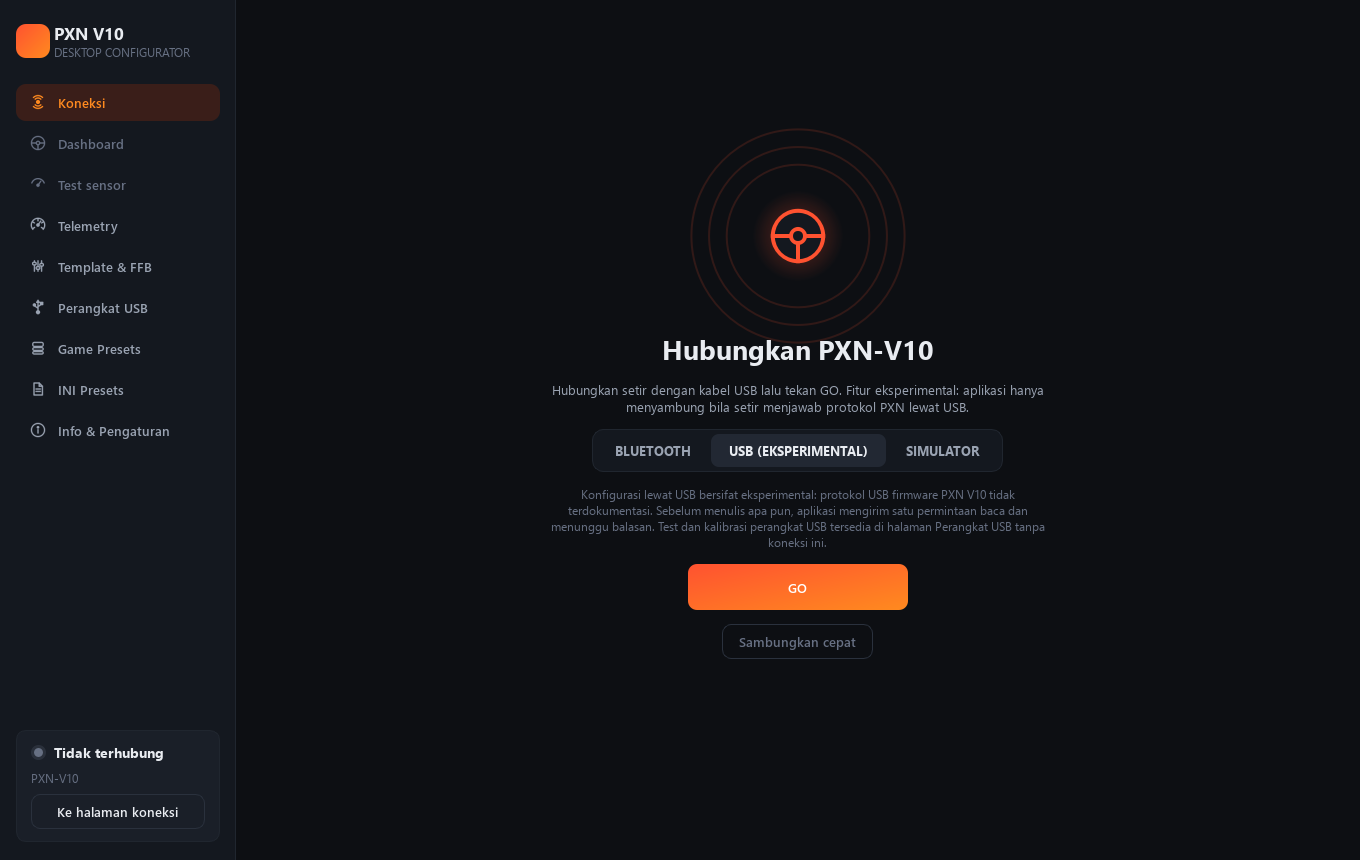 PXN V10
DESKTOP CONFIGURATOR
Koneksi
Dashboard
Test sensor
Telemetry
Template & FFB
Perangkat USB
Game Presets
INI Presets
Info & Pengaturan
Tidak terhubung
PXN-V10
Ke halaman koneksi
Hubungkan PXN-V10
Hubungkan setir dengan kabel USB lalu tekan GO. Fitur eksperimental: aplikasi hanya
menyambung bila setir menjawab protokol PXN lewat USB.
BLUETOOTH
USB (EKSPERIMENTAL)
SIMULATOR
Konfigurasi lewat USB bersifat eksperimental: protokol USB firmware PXN V10 tidak
terdokumentasi. Sebelum menulis apa pun, aplikasi mengirim satu permintaan baca dan
menunggu balasan. Test dan kalibrasi perangkat USB tersedia di halaman Perangkat USB tanpa
koneksi ini.
GO
Sambungkan cepat